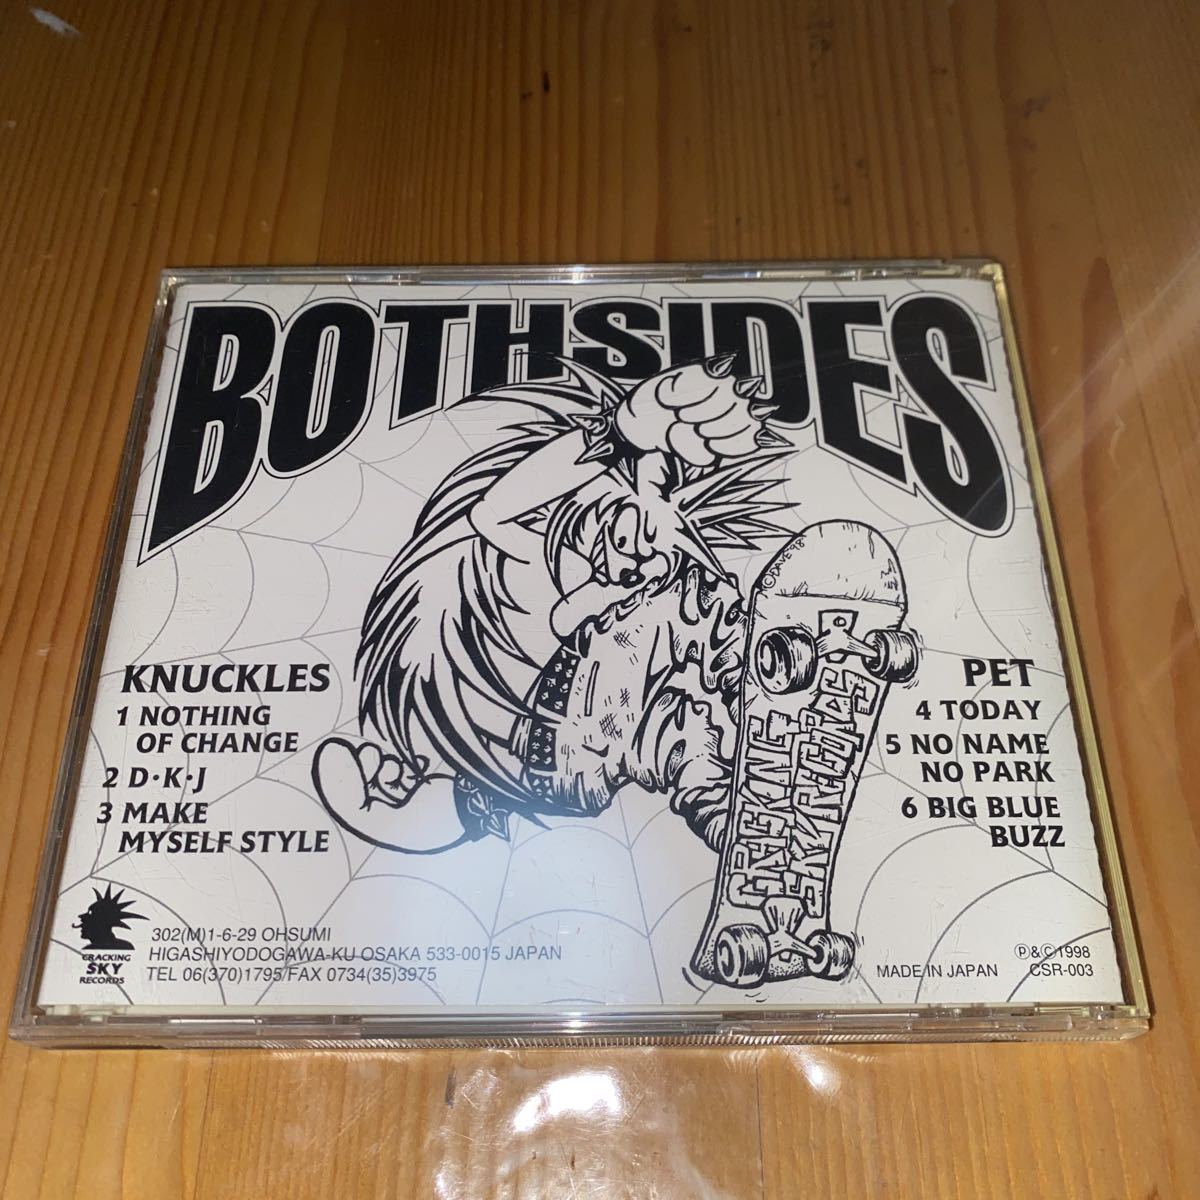 BOTHSIDES
©DAVE98
CRACKING
SKY RECORDS
KNUCKLES
1 NOTHING
OF CHANGE
2 D·K·J
3 MAKE
MYSELF STYLE
PET
4 TODAY
5 NO NAME
NO PARK
6 BIG BLUE
BUZZ
CRACKING
SKY
RECORDS
302(M)1-6-29 OHSUMI
HIGASHIYODOGAWA-KU OSAKA 533-0015 JAPAN
TEL 06(370)1795/FAX 0734(35)3975
MADE IN JAPAN
℗&©1998
CSR-003